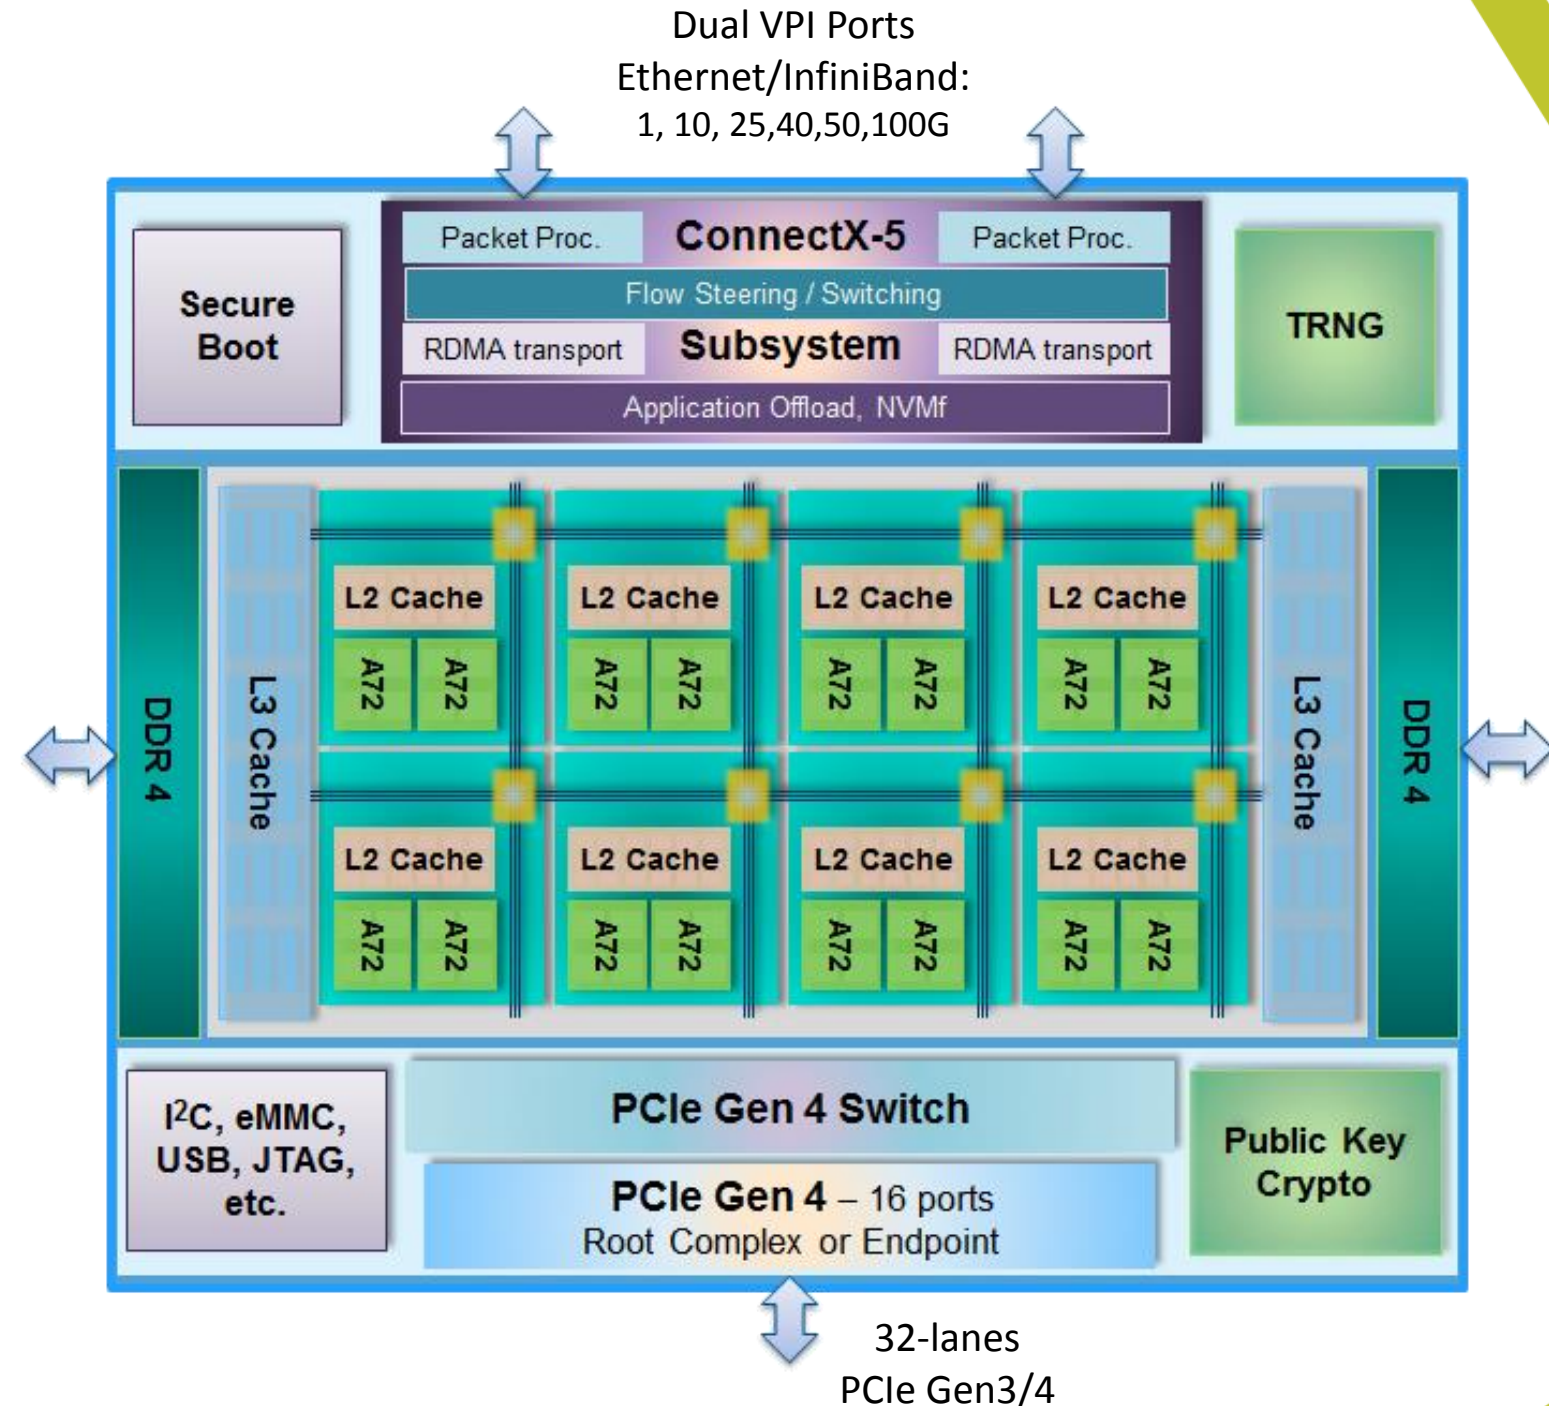 Dual VPI Ports
Ethernet/InfiniBand:
1, 10, 25,40,50,100G
Packet Proc.
ConnectX-5
Packet Proc.
Flow Steering / Switching
RDMA transport
Subsystem
RDMA transport
Application Offload, NVMf
Secure
Boot
TRNG
DDR 4
L3 Cache
L2 Cache
L2 Cache
L2 Cache
L2 Cache
A72
A72
A72
A72
A72
A72
A72
A72
L2 Cache
L2 Cache
L2 Cache
L2 Cache
A72
A72
A72
A72
A72
A72
A72
A72
L3 Cache
DDR 4
I²C, eMMC,
USB, JTAG,
etc.
PCIe Gen 4 Switch
PCIe Gen 4 – 16 ports
Root Complex or Endpoint
Public Key
Crypto
32-lanes
PCIe Gen3/4